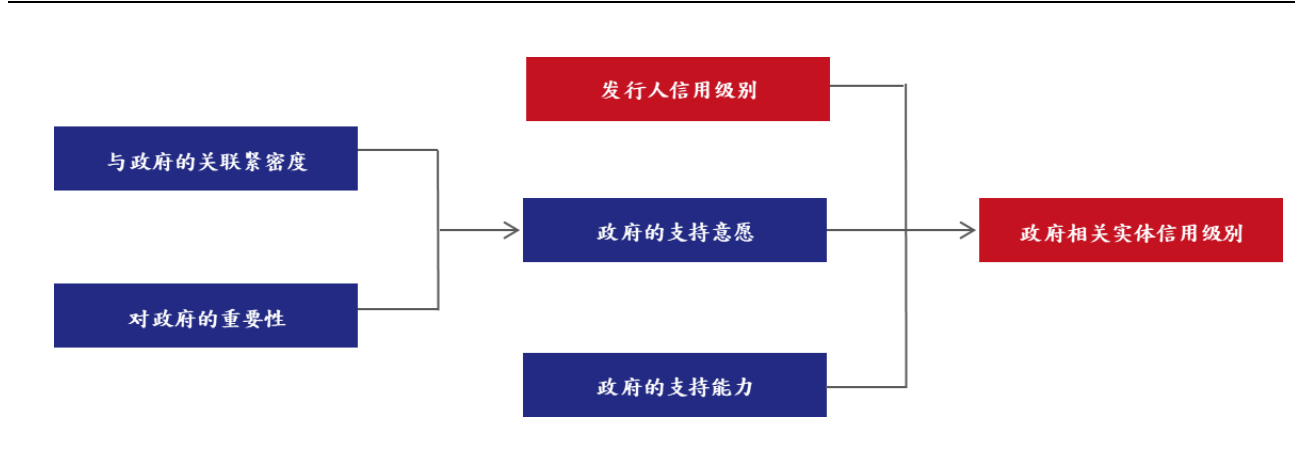 发行人信用级别
与政府的关联紧密度
政府的支持意愿
政府相关实体信用级别
对政府的重要性
政府的支持能力